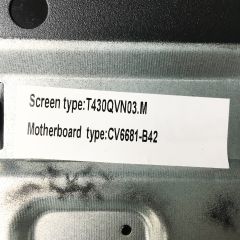 Screen type:T430QVN03.M
Motherboard type:CV6681-B42